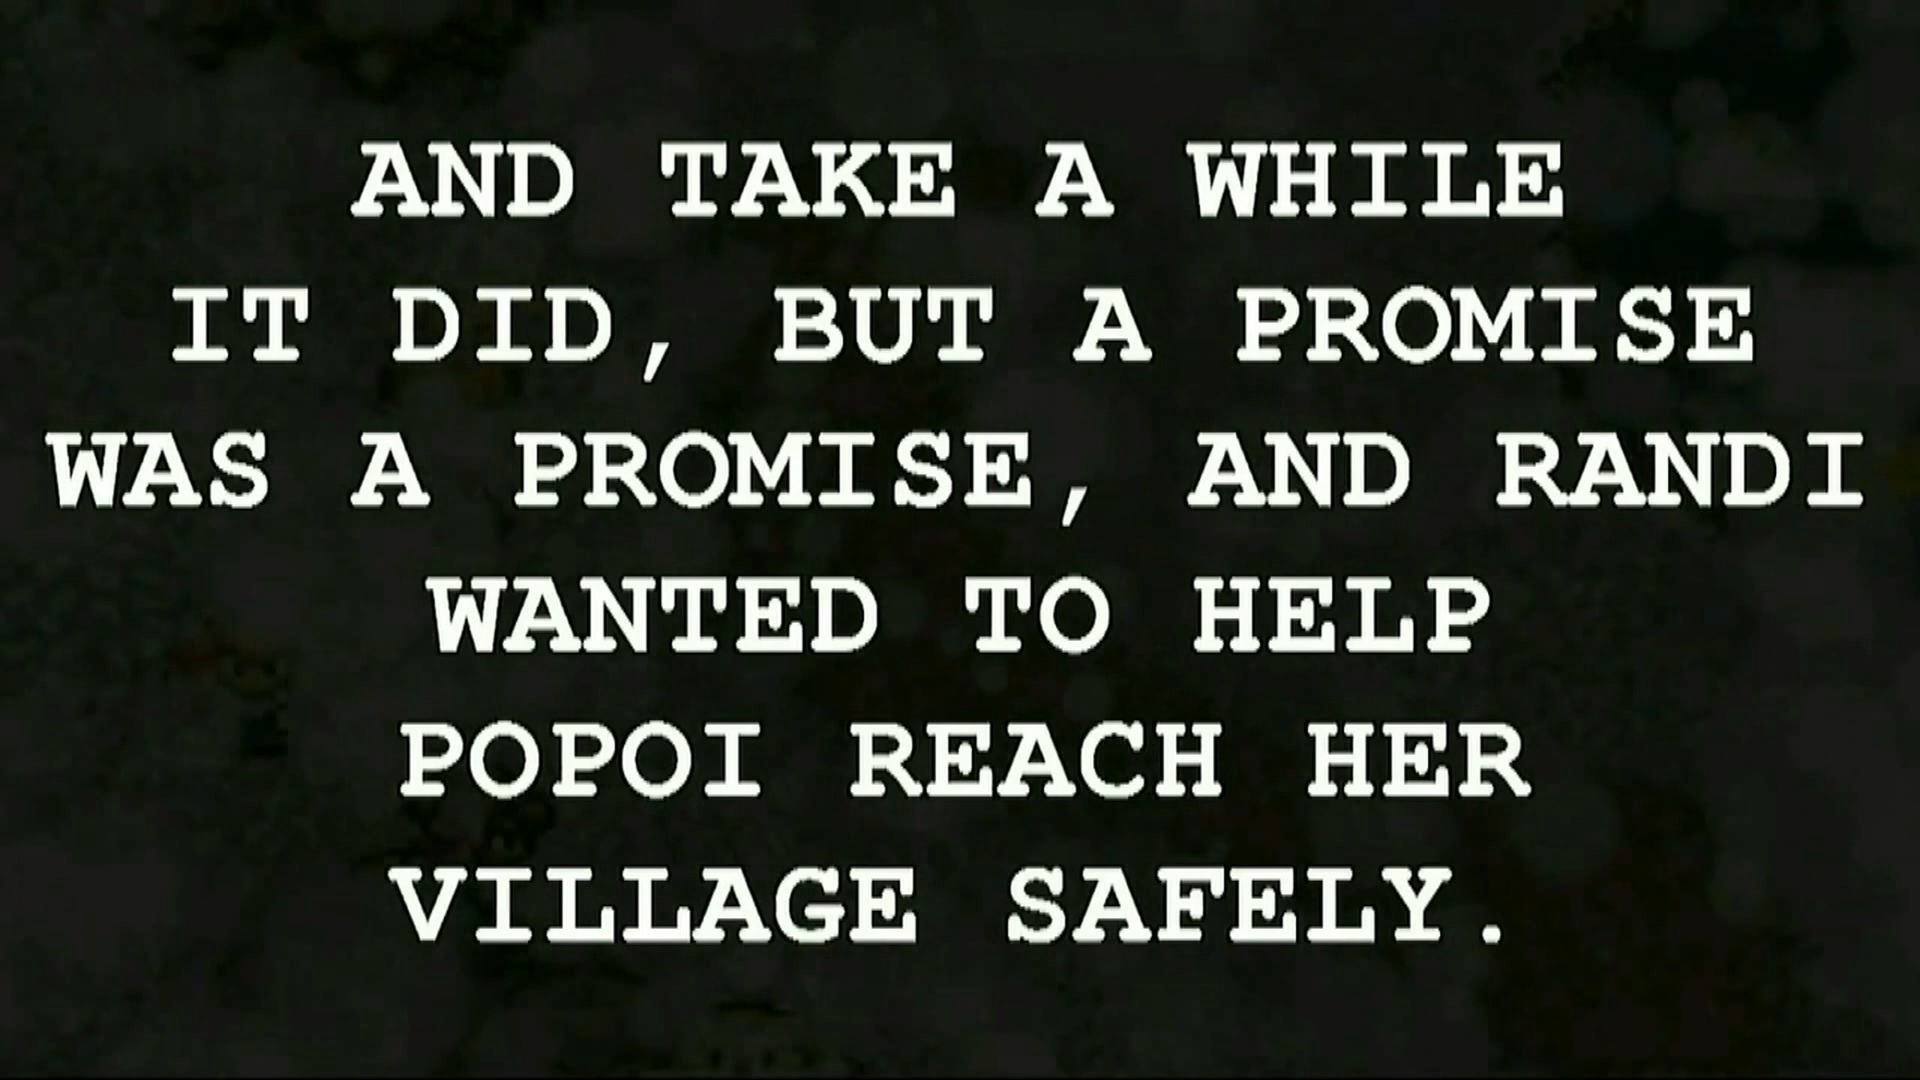 AND TAKE A WHILE
IT DID, BUT A PROMISE
WAS A PROMISE, AND RANDI
WANTED TO HELP
POPOI REACH HER
VILLAGE SAFELY.